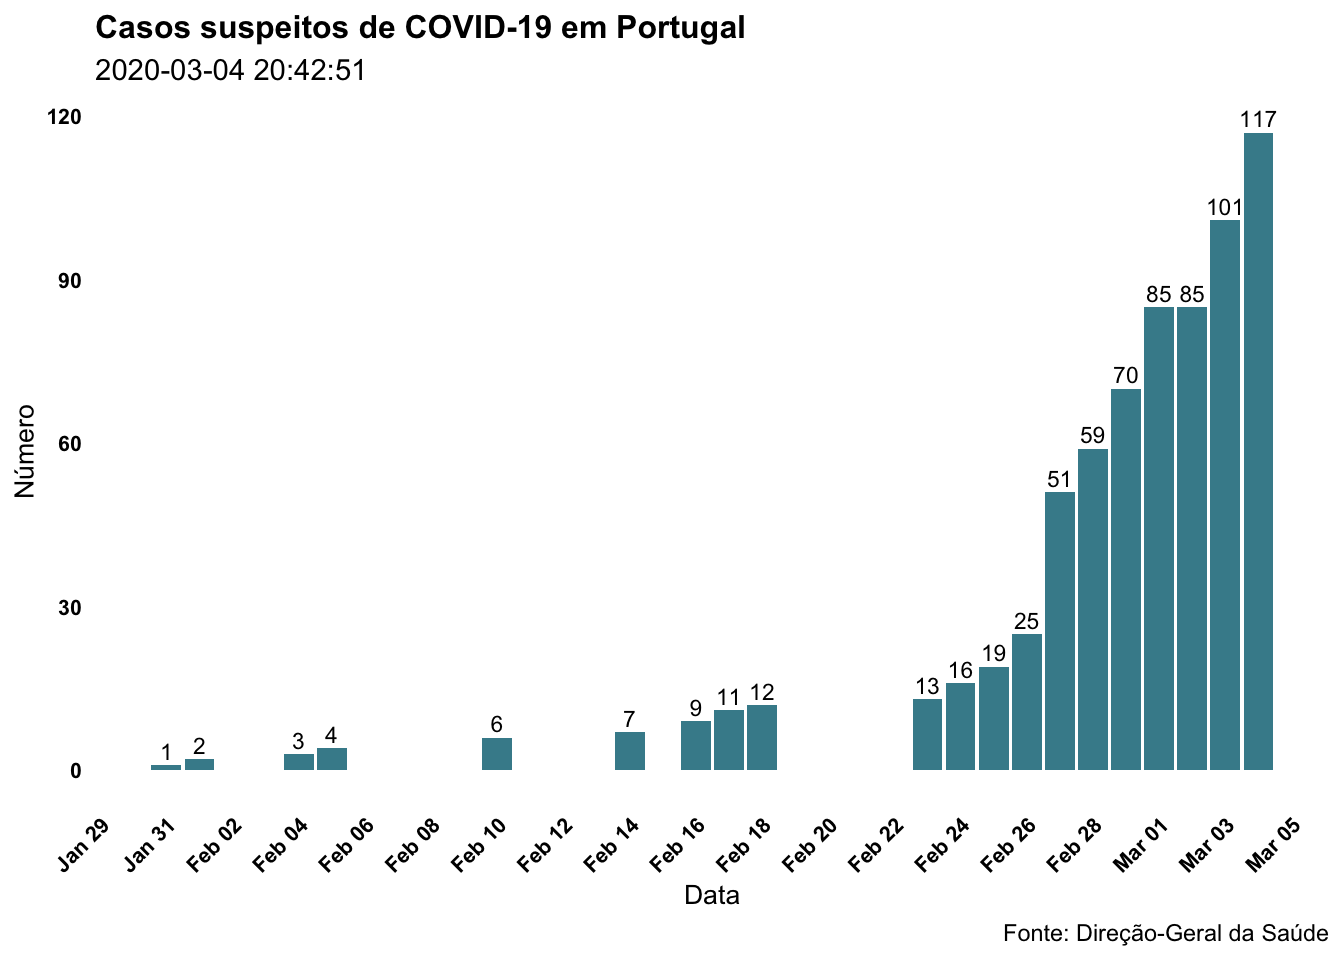 Casos suspeitos de COVID-19 em Portugal
2020-03-04 20:42:51
120
90
60
30
0
Número
1
2
3
4
6
7
9
11
12
13
16
19
25
51
59
70
85
85
101
117
Jan 29
Jan 31
Feb 02
Feb 04
Feb 06
Feb 08
Feb 10
Feb 12
Feb 14
Feb 16
Feb 18
Feb 20
Feb 22
Feb 24
Feb 26
Feb 28
Mar 01
Mar 03
Mar 05
Data
Fonte: Direção-Geral da Saúde